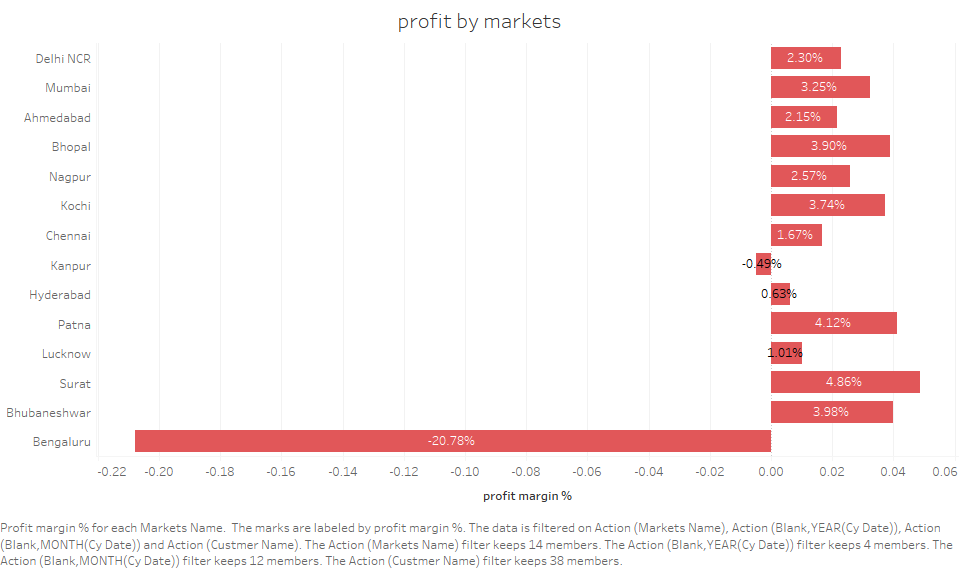 profit by markets
Delhi NCR 2.30%
Mumbai 3.25%
Ahmedabad 2.15%
Bhopal 3.90%
Nagpur 2.57%
Kochi 3.74%
Chennai 1.67%
Kanpur -0.49%
Hyderabad 0.63%
Patna 4.12%
Lucknow 1.01%
Surat 4.86%
Bhubaneshwar 3.98%
Bengaluru -20.78%
-0.22 -0.20 -0.18 -0.16 -0.14 -0.12 -0.10 -0.08 -0.06 -0.04 -0.02 0.00 0.02 0.04 0.06
profit margin %
Profit margin % for each Markets Name. The marks are labeled by profit margin %. The data is filtered on Action (Markets Name), Action (Blank,YEAR(Cy Date)), Action
(Blank,MONTH(Cy Date)) and Action (Custmer Name). The Action (Markets Name) filter keeps 14 members. The Action (Blank,YEAR(Cy Date)) filter keeps 4 members. The
Action (Blank,MONTH(Cy Date)) filter keeps 12 members. The Action (Custmer Name) filter keeps 38 members.